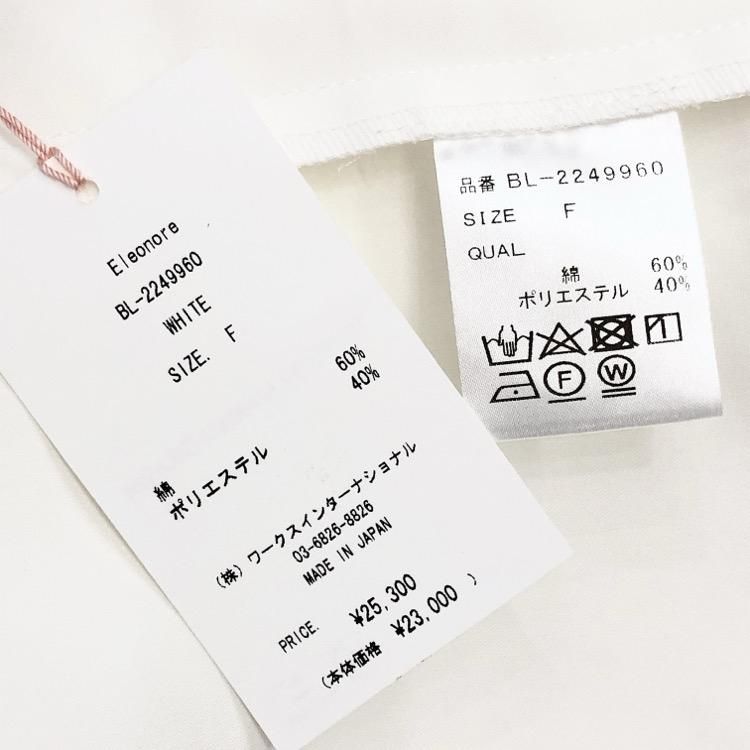 Eleonore
BL-2249960
WHITE
SIZE. F
綿 60%
ポリエステル 40%
(株) ワークスインターナショナル
03-6826-8826
MADE IN JAPAN
PRICE. ¥25,300
(本体価格 ¥23,000 )
品番 BL-2249960
SIZE F
QUAL
綿 60%
ポリエステル 40%
F
W